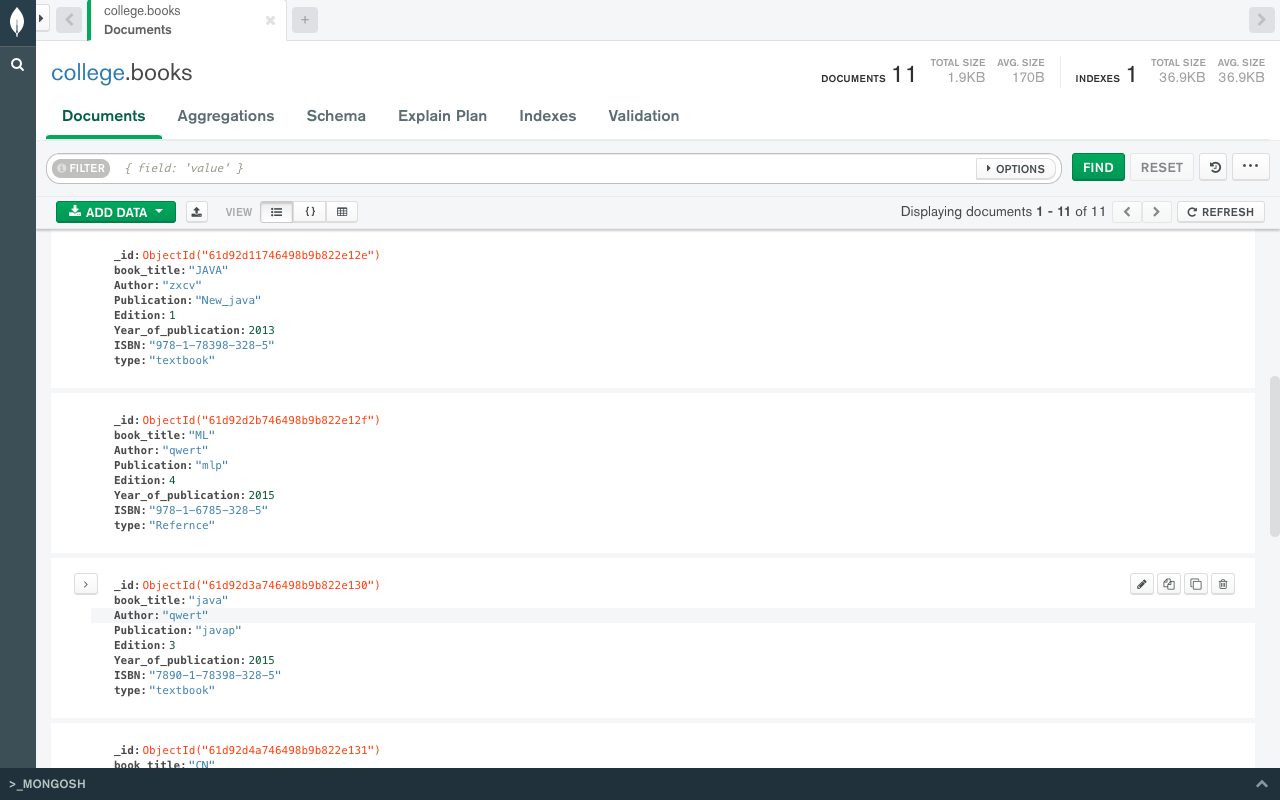 college.books
Documents
college.books
DOCUMENTS 11
TOTAL SIZE
1.9KB
AVG. SIZE
170B
INDEXES 1
TOTAL SIZE
36.9KB
AVG. SIZE
36.9KB
Documents
Aggregations
Schema
Explain Plan
Indexes
Validation
FILTER
{ field: 'value' }
OPTIONS
FIND
RESET
ADD DATA
VIEW
Displaying documents 1 - 11 of 11
REFRESH
_id: ObjectId("61d92d11746498b9b822e12e")
book_title: "JAVA"
Author: "zxcv"
Publication: "New_java"
Edition: 1
Year_of_publication: 2013
ISBN: "978-1-78398-328-5"
type: "textbook"
_id: ObjectId("61d92d2b746498b9b822e12f")
book_title: "ML"
Author: "qwert"
Publication: "mlp"
Edition: 4
Year_of_publication: 2015
ISBN: "978-1-6785-328-5"
type: "Refernce"
_id: ObjectId("61d92d3a746498b9b822e130")
book_title: "java"
Author: "qwert"
Publication: "javap"
Edition: 3
Year_of_publication: 2015
ISBN: "7890-1-78398-328-5"
type: "textbook"
_id: ObjectId("61d92d4a746498b9b822e131")
book_title: "CN"
>_MONGOSH